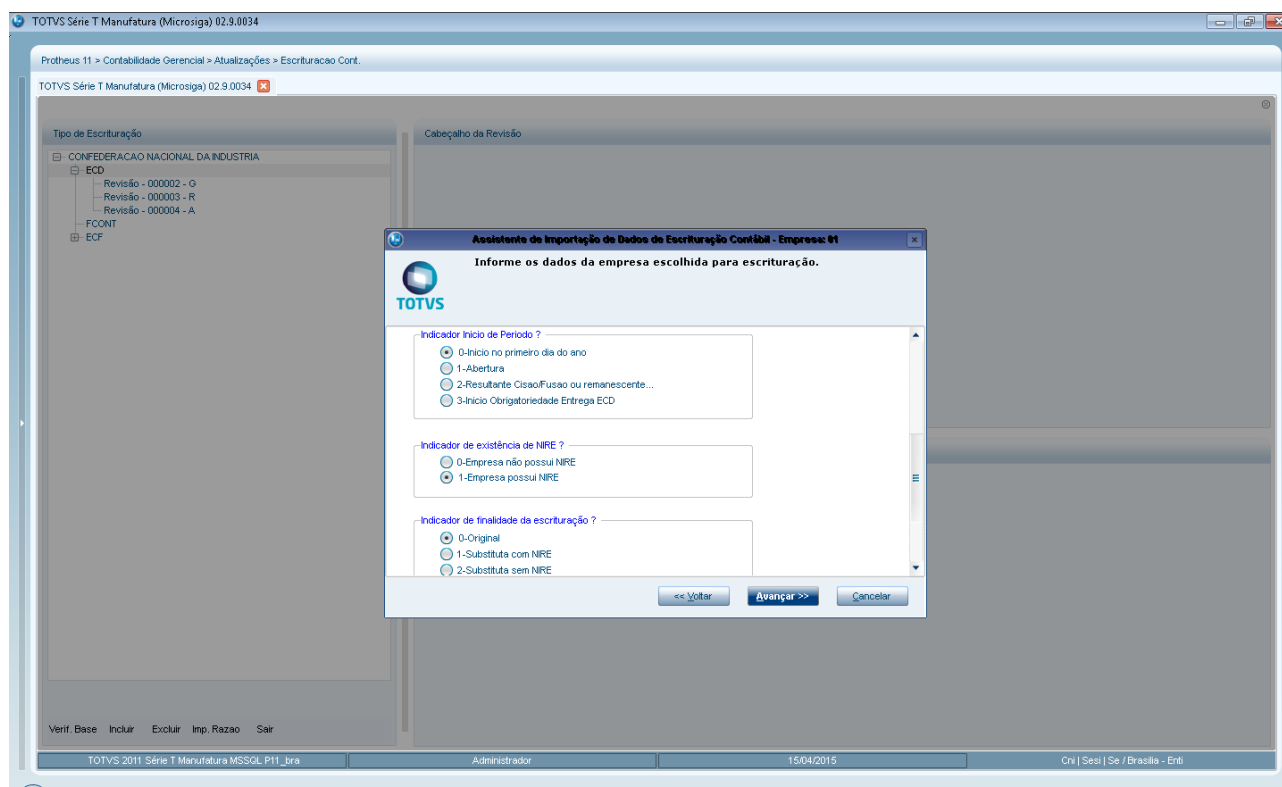 TOTVS Série T Manufatura (Microsiga) 02.9.0034
Protheus 11 > Contabilidade Gerencial > Atualizações > Escrituracao Cont.
TOTVS Série T Manufatura (Microsiga) 02.9.0034
Tipo de Escrituração
Cabeçalho da Revisão
CONFEDERACAO NACIONAL DA INDUSTRIA
ECD
Revisão - 000002 - G
Revisão - 000003 - R
Revisão - 000004 - A
FCONT
ECF
Assistente de Importação de Dados de Escrituração Contábil - Empresa: 01
Informe os dados da empresa escolhida para escrituração.
TOTVS
Indicador Inicio de Periodo ?
0-Inicio no primeiro dia do ano
1-Abertura
2-Resultante Cisao/Fusao ou remanescente...
3-Inicio Obrigatoriedade Entrega ECD
Indicador de existência de NIRE ?
0-Empresa não possui NIRE
1-Empresa possui NIRE
Indicador de finalidade da escrituração ?
0-Original
1-Substituta com NIRE
2-Substituta sem NIRE
<< Voltar Avançar >> Cancelar
Verif. Base Incluir Excluir Imp. Razao Sair
TOTVS 2011 Série T Manufatura MSSQL P11_bra Administrador 15/04/2015 Cni | Sesi | Se / Brasilia - Enti